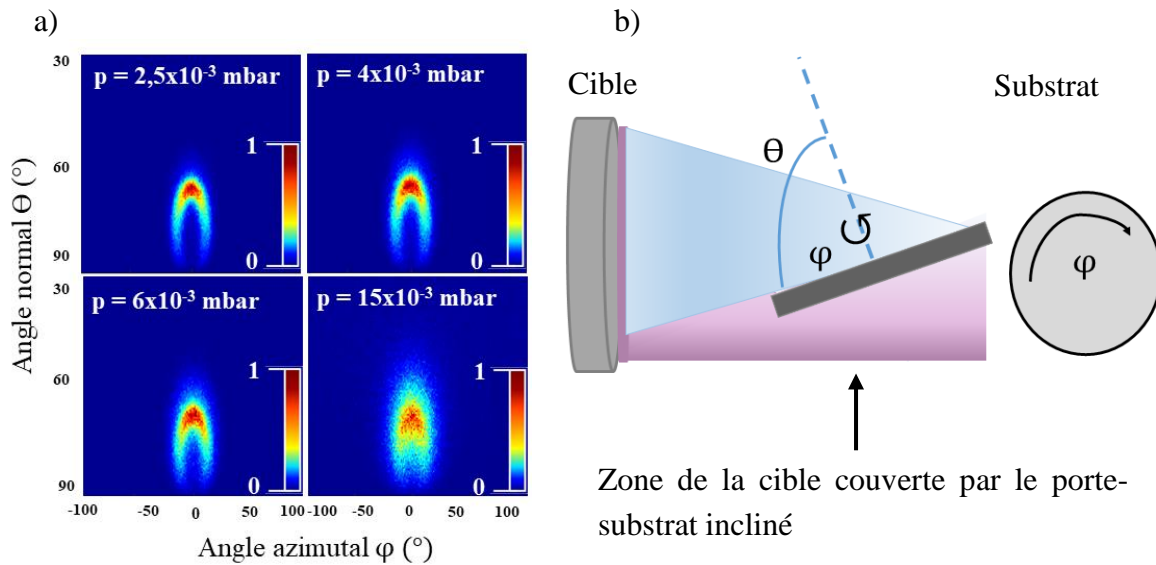 a)
b)
30
60
90
p = 2,5x10⁻³ mbar
1
0
p = 4x10⁻³ mbar
1
0
30
60
90
p = 6x10⁻³ mbar
1
0
p = 15x10⁻³ mbar
1
0
Angle normal Θ (°)
-100 -50 0 50 100 -100 -50 0 50 100
Angle azimutal φ (°)
Cible
Substrat
Θ
φ
φ
Zone de la cible couverte par le porte-
substrat incliné